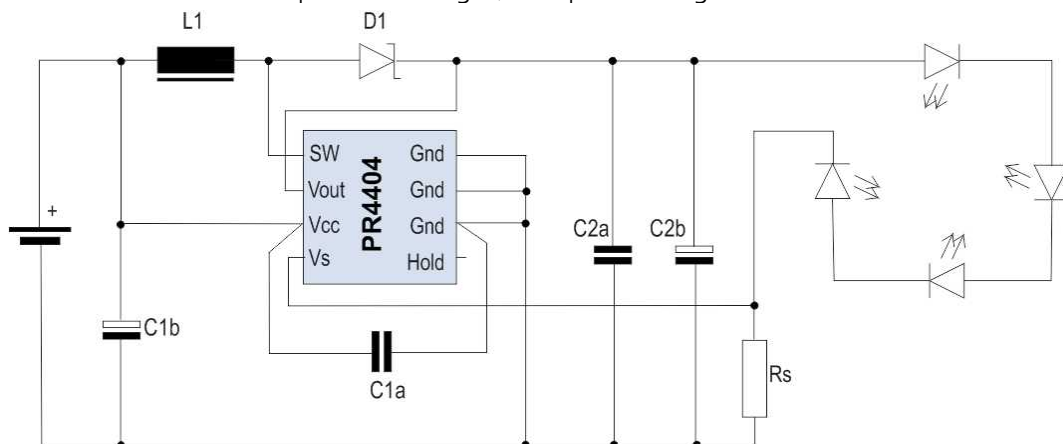 L1
D1
+
SW
Vout
Vcc
Vs
PR4404
Gnd
Gnd
Gnd
Hold
C2a
C2b
C1b
C1a
Rs